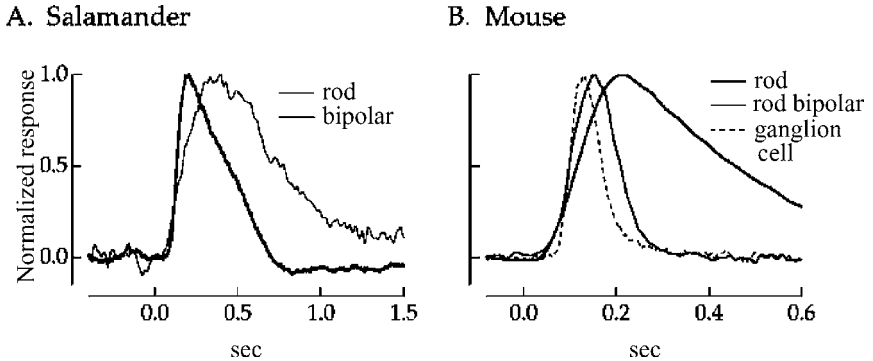 A. Salamander
Normalized response
1.0
0.5
0.0
rod
bipolar
0.0 0.5 1.0 1.5
sec
B. Mouse
rod
rod bipolar
ganglion
cell
0.0 0.2 0.4 0.6
sec